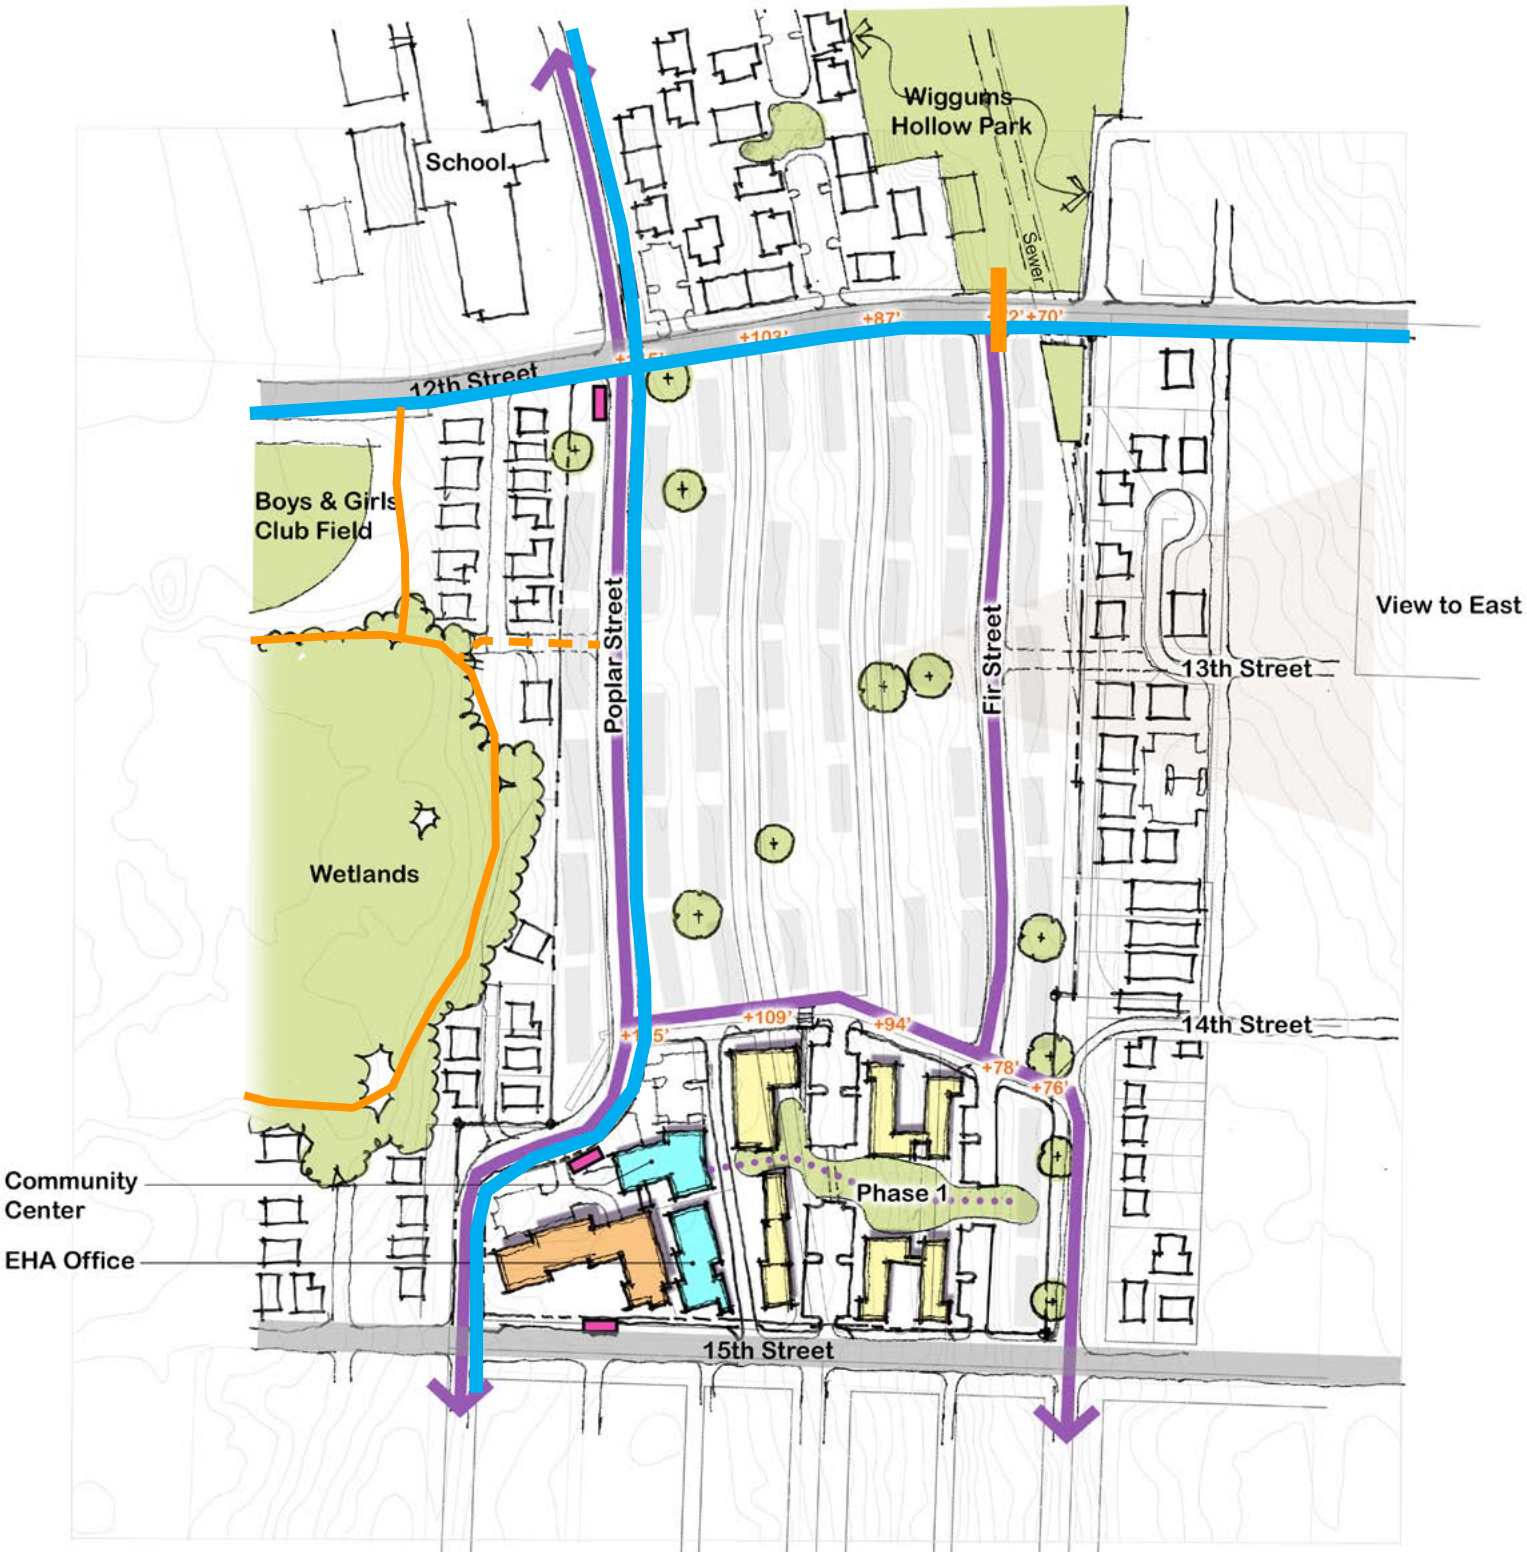 Wiggums
Hollow Park
School
Sewer
+87'
+70'
+103'
12th Street
Boys & Girls
Club Field
View to East
Poplar Street
Fir Street
13th Street
Wetlands
+109'
+94'
14th Street
+78'
+76'
Community
Center
Phase 1
EHA Office
15th Street